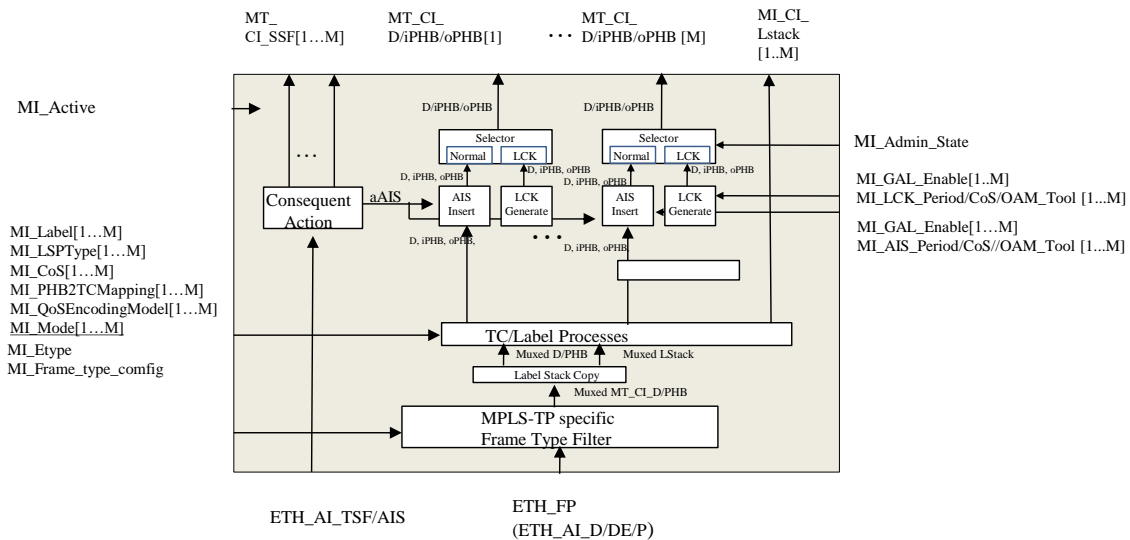 MT_
CI_SSF[1…M]
MT_CI_
D/iPHB/oPHB[1]
…
MT_CI_
D/iPHB/oPHB [M]
MI_CI_
Lstack
[1..M]
MI_Active
D/iPHB/oPHB
D/iPHB/oPHB
Selector
Normal
LCK
Selector
Normal
LCK
MI_Admin_State
…
D, iPHB, oPHB
D, iPHB, oPHB
D, iPHB, oPHB
D, iPHB, oPHB
Consequent
Action
aAIS
AIS
Insert
LCK
Generate
AIS
Insert
LCK
Generate
MI_GAL_Enable[1..M]
MI_LCK_Period/CoS/OAM_Tool [1...M]
MI_GAL_Enable[1…M]
MI_AIS_Period/CoS//OAM_Tool [1...M]
D, iPHB, oPHB,
…
D, iPHB, oPHB
MI_Label[1…M]
MI_LSPType[1…M]
MI_CoS[1…M]
MI_PHB2TCMapping[1…M]
MI_QoSEncodingModel[1…M]
MI_Mode[1…M]
MI_Etype
MI_Frame_type_comfig
TC/Label Processes
Muxed D/PHB
Muxed LStack
Label Stack Copy
Muxed MT_CI_D/PHB
MPLS-TP specific
Frame Type Filter
ETH_AI_TSF/AIS
ETH_FP
(ETH_AI_D/DE/P)